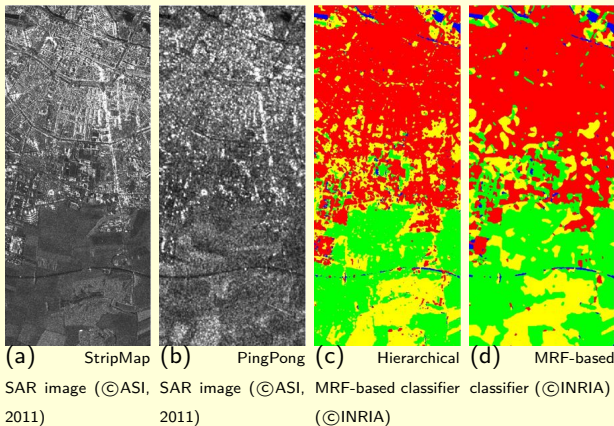 (a) StripMap
SAR image (©ASI,
2011)
(b) PingPong
SAR image (©ASI,
2011)
(c) Hierarchical
MRF-based classifier
(©INRIA)
(d) MRF-based
classifier (©INRIA)